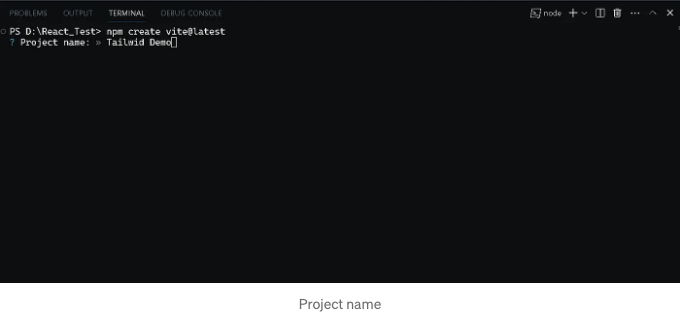 PROBLEMS OUTPUT TERMINAL DEBUG CONSOLE node
PS D:\React_Test> npm create vite@latest
? Project name: » Tailwid Demo
Project name